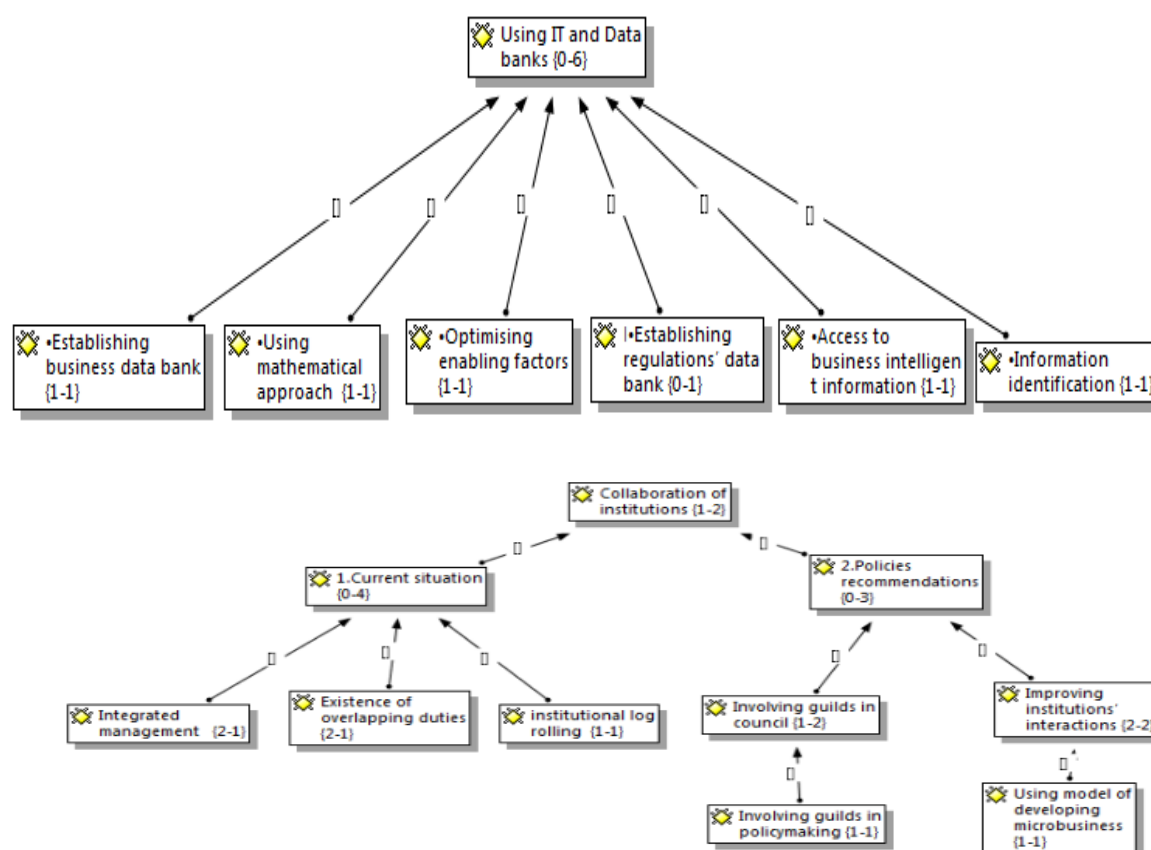 Using IT and Data
banks {0-6}
•Establishing
business data bank
{1-1}
•Using
mathematical
approach {1-1}
•Optimising
enabling factors
{1-1}
l•Establishing
regulations' data
bank {0-1}
•Access to
business intelligen
t information {1-1}
•Information
identification {1-1}
Collaboration of
institutions {1-2}
1.Current situation
{0-4}
2.Policies
recommendations
{0-3}
Integrated
management {2-1}
Existence of
overlapping duties
{2-1}
institutional log
rolling {1-1}
Involving guilds in
council {1-2}
Improving
institutions'
interactions {2-2}
Involving guilds in
policymaking {1-1}
Using model of
developing
microbusiness
{1-1}